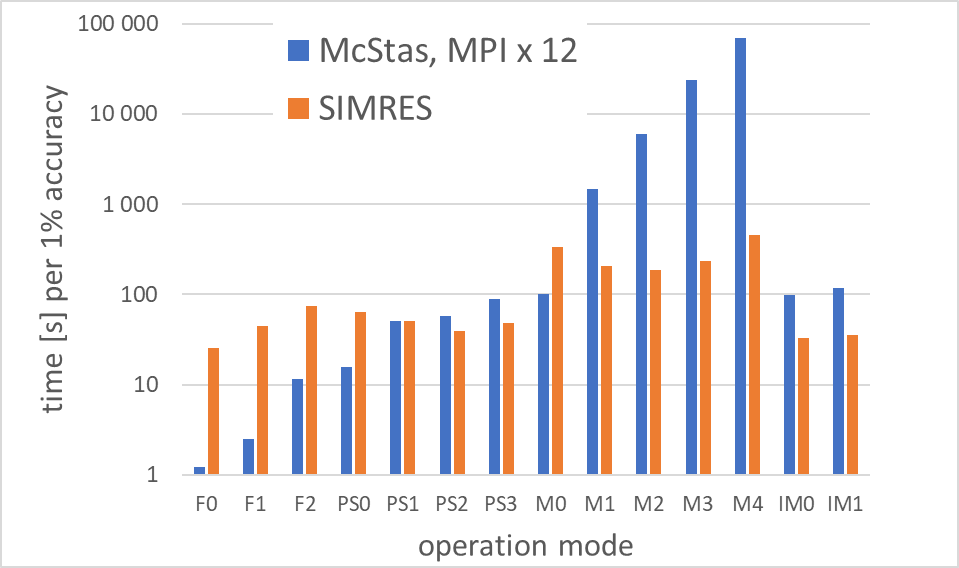 McStas, MPI x 12
SIMRES
time [s] per 1% accuracy
100 000
10 000
1 000
100
10
1
F0 F1 F2 PS0 PS1 PS2 PS3 M0 M1 M2 M3 M4 IM0 IM1
operation mode